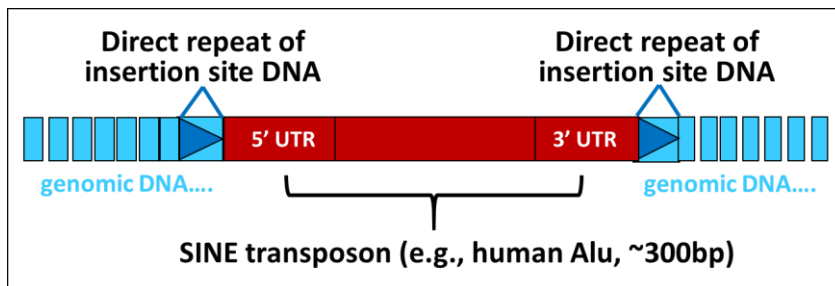 Direct repeat of
insertion site DNA
Direct repeat of
insertion site DNA
5’ UTR
3’ UTR
genomic DNA....
genomic DNA....
SINE transposon (e.g., human Alu, ~300bp)